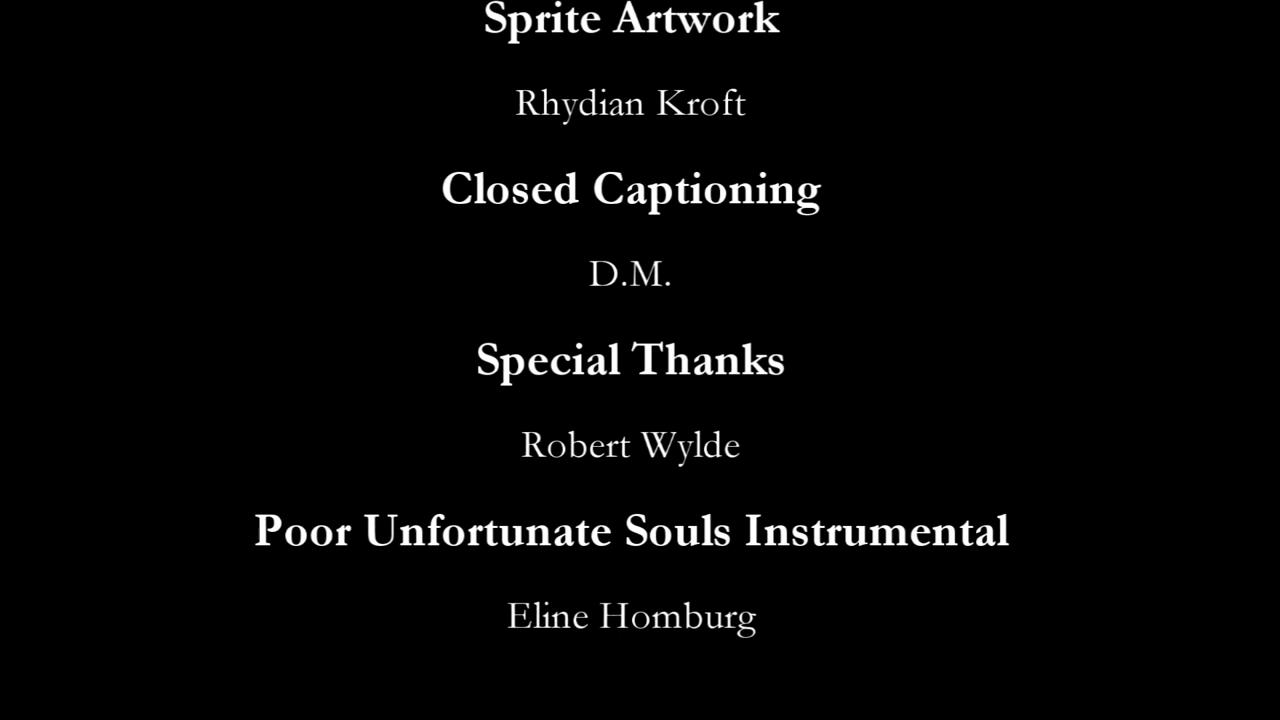 Sprite Artwork
Rhydian Kroft
Closed Captioning
D.M.
Special Thanks
Robert Wylde
Poor Unfortunate Souls Instrumental
Eline Homburg